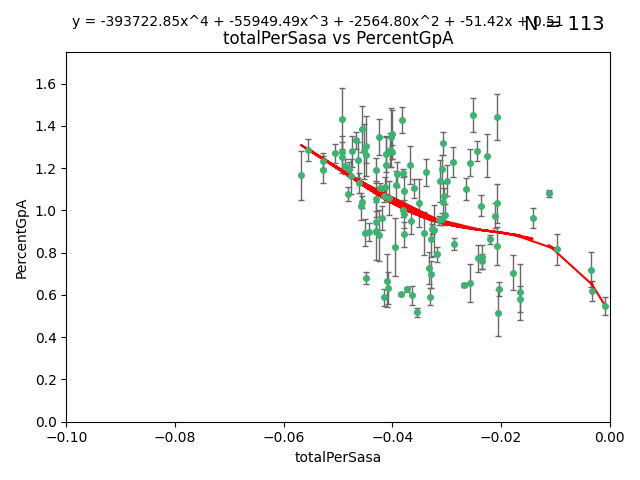 y = -393722.85x^4 + -55949.49x^3 + -2564.80x^2 + -51.42x + 0.51
N = 113
totalPerSasa vs PercentGpA
1.6
1.4
1.2
1.0
0.8
0.6
0.4
0.2
0.0
PercentGpA
−0.10 −0.08 −0.06 −0.04 −0.02 0.00
totalPerSasa